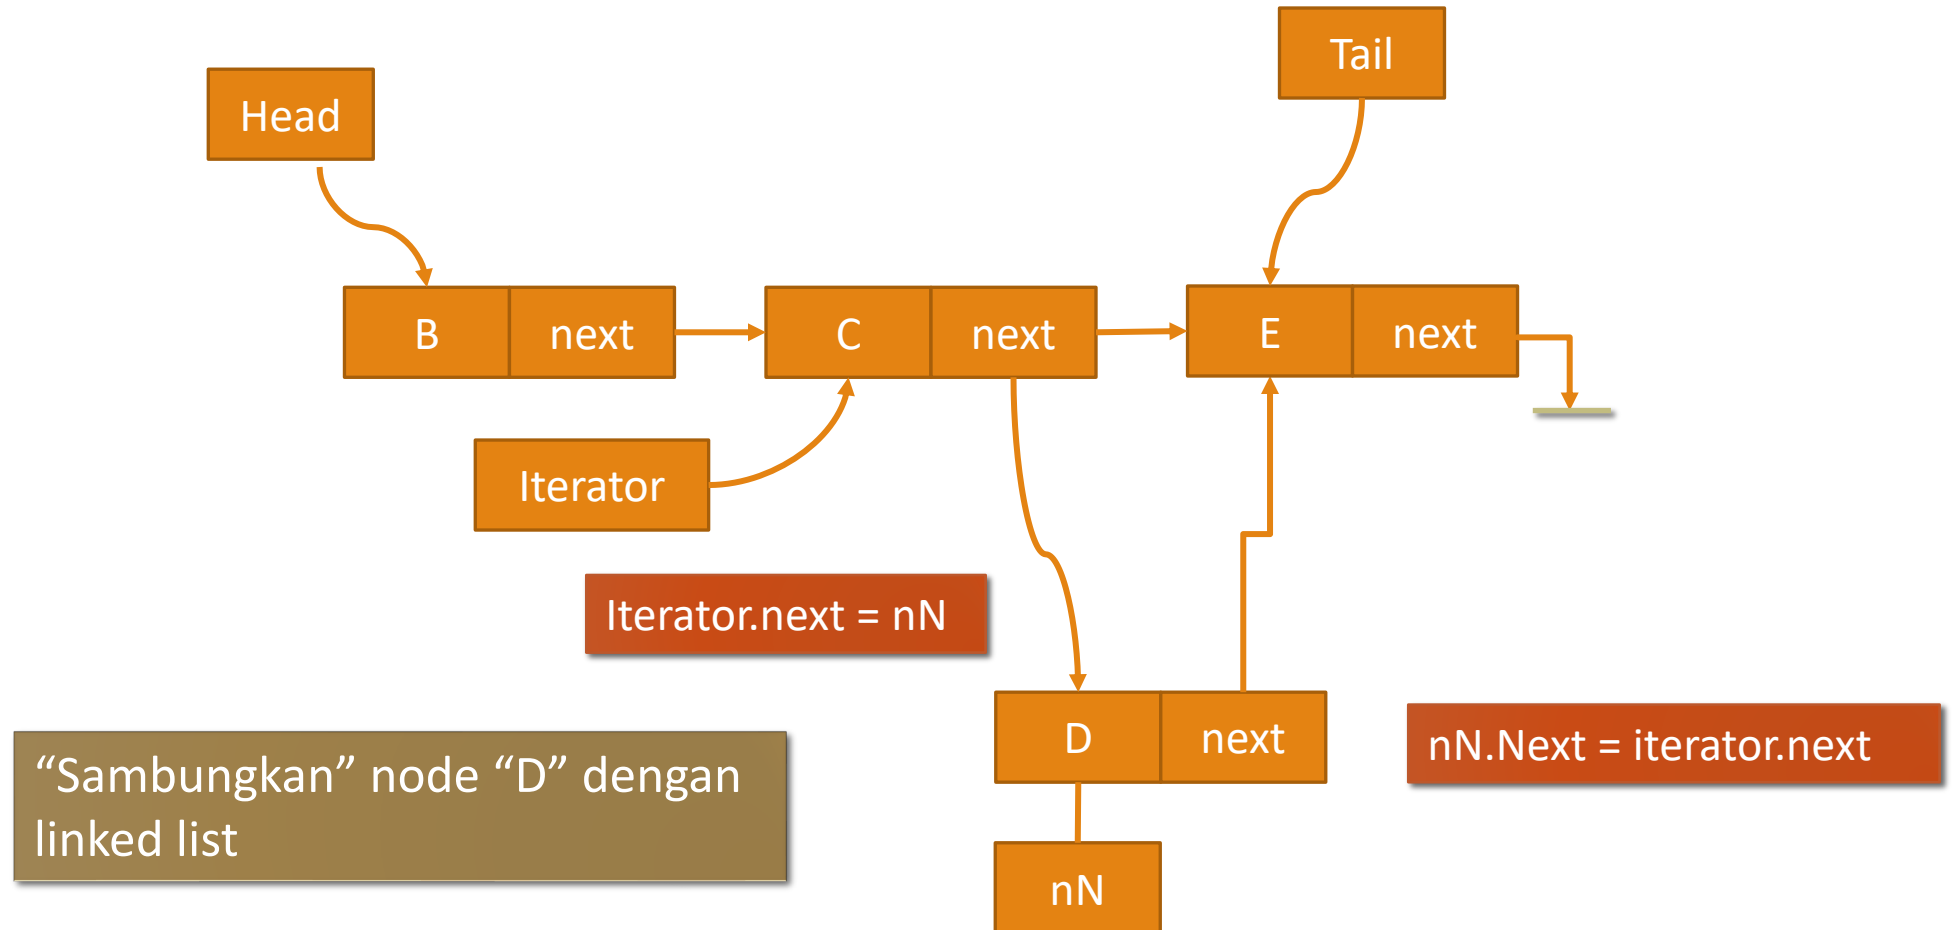 Tail
Head
B next C next E next
Iterator
Iterator.next = nN
D next
nN.Next = iterator.next
“Sambungkan” node “D” dengan
linked list
nN